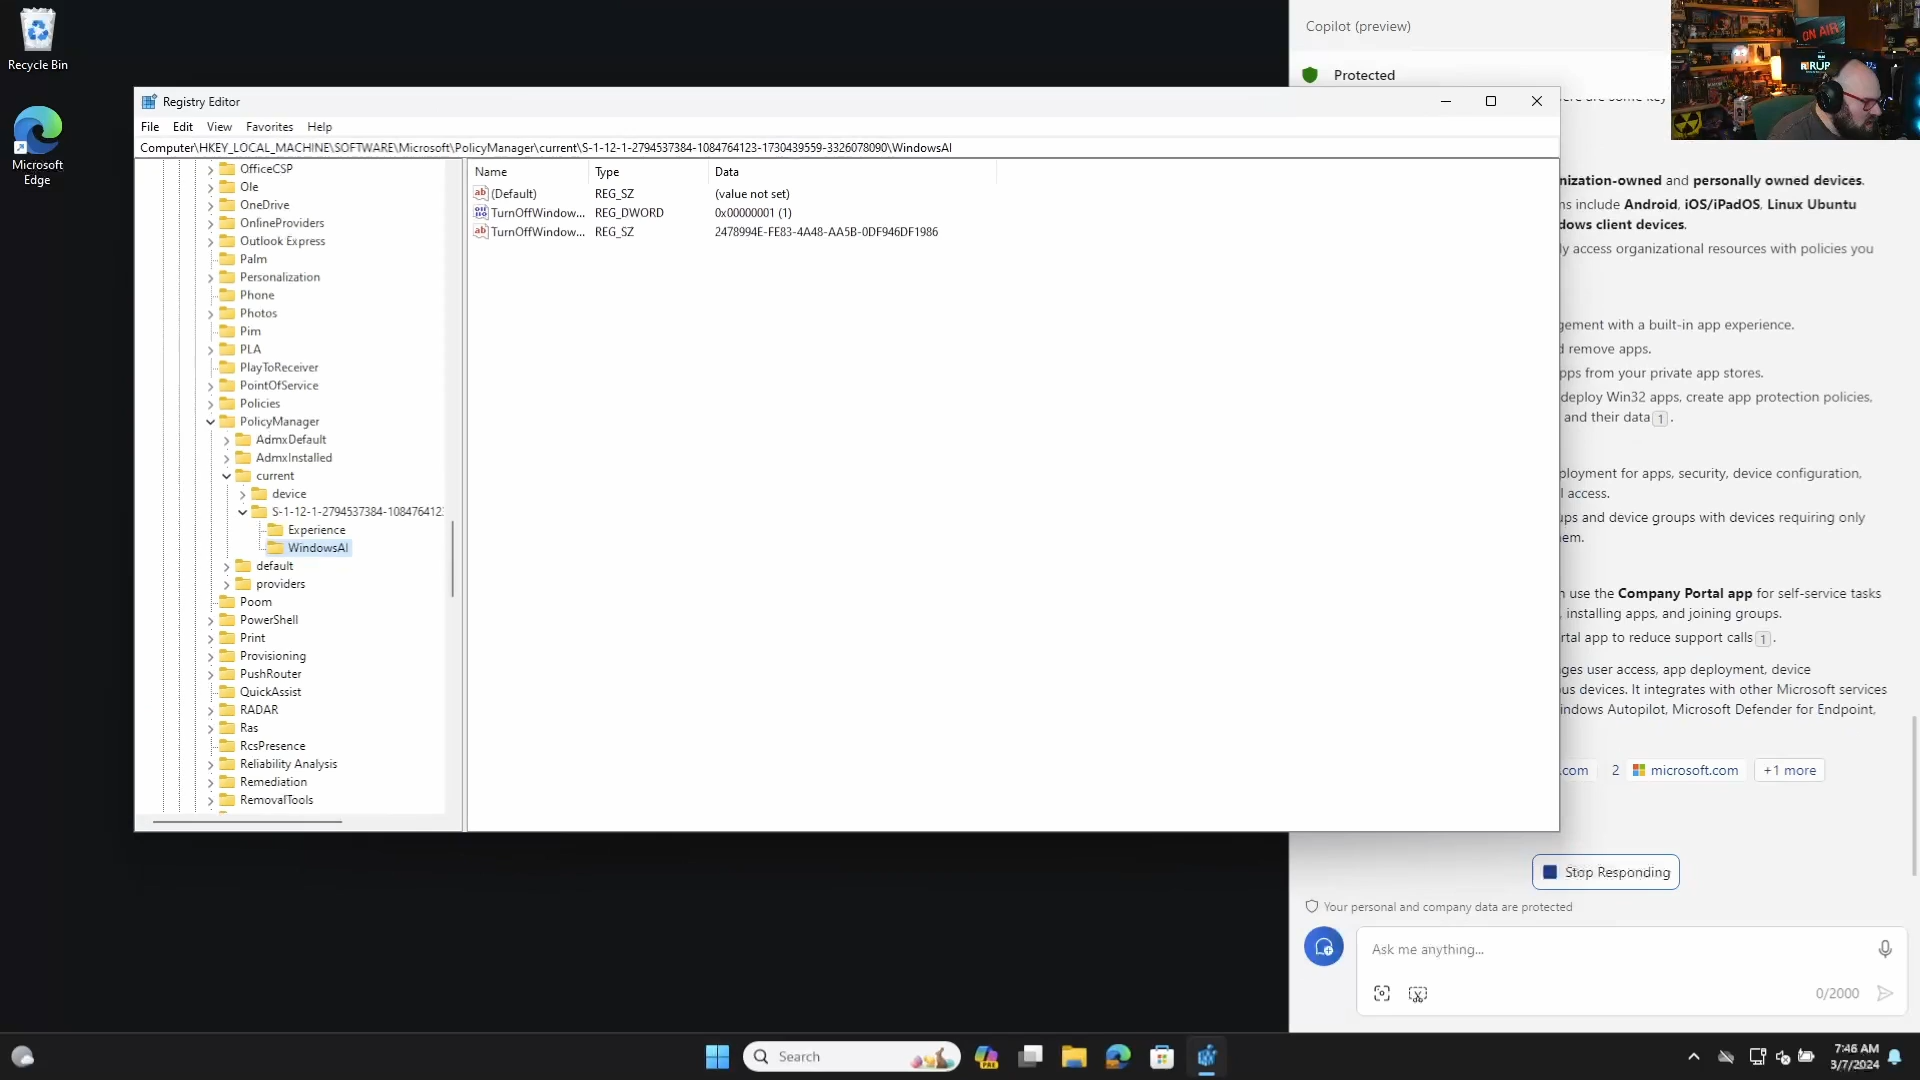 Recycle Bin
Microsoft
Edge
Registry Editor
File Edit View Favorites Help
Computer\HKEY_LOCAL_MACHINE\SOFTWARE\Microsoft\PolicyManager\current\S-1-12-1-2794537384-1084764123-1730439559-3326078090\WindowsAI
OfficeCSP
Ole
OneDrive
OnlineProviders
Outlook Express
Palm
Personalization
Phone
Photos
Pim
PLA
PlayToReceiver
PointOfService
Policies
PolicyManager
AdmxDefault
AdmxInstalled
current
device
S-1-12-1-2794537384-108476412
Experience
WindowsAI
default
providers
Poom
PowerShell
Print
Provisioning
PushRouter
QuickAssist
RADAR
Ras
RcsPresence
Reliability Analysis
Remediation
RemovalTools
Name Type Data
(Default) REG_SZ (value not set)
TurnOffWindow... REG_DWORD 0x00000001 (1)
TurnOffWindow... REG_SZ 2478994E-FE83-4A48-AA5B-0DF946DF1986
Copilot (preview)
Protected
ON AIR
nization-owned and personally owned devices.
ns include Android, iOS/iPadOS, Linux Ubuntu
dows client devices.
ly access organizational resources with policies you
gement with a built-in app experience.
d remove apps.
pps from your private app stores.
deploy Win32 apps, create app protection policies,
and their data 1 .
ployment for apps, security, device configuration,
l access.
ups and device groups with devices requiring only
em.
n use the Company Portal app for self-service tasks
, installing apps, and joining groups.
rtal app to reduce support calls 1 .
ges user access, app deployment, device
us devices. It integrates with other Microsoft services
indows Autopilot, Microsoft Defender for Endpoint,
.com 2 microsoft.com +1 more
Stop Responding
Your personal and company data are protected
Ask me anything...
0/2000
Search
PRE
7:46 AM
3/7/2024